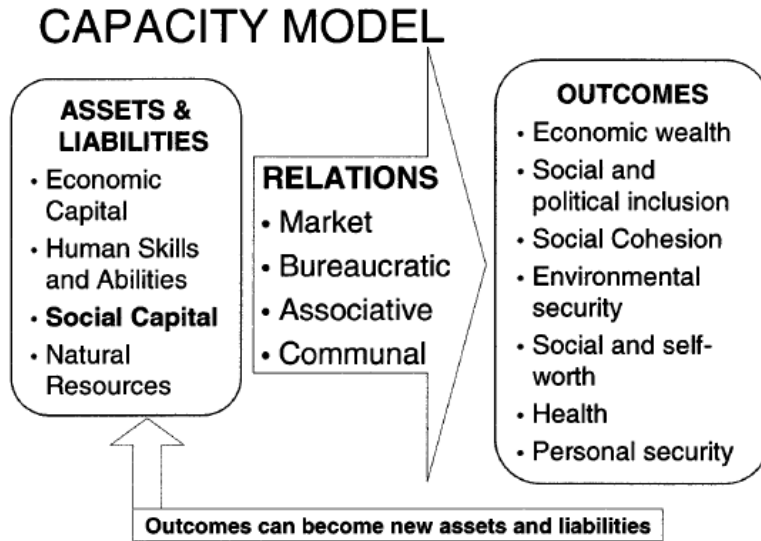 CAPACITY MODEL
ASSETS &
LIABILITIES
• Economic
Capital
• Human Skills
and Abilities
• Social Capital
• Natural
Resources
RELATIONS
• Market
• Bureaucratic
• Associative
• Communal
OUTCOMES
• Economic wealth
• Social and
political inclusion
• Social Cohesion
• Environmental
security
• Social and self-
worth
• Health
• Personal security
Outcomes can become new assets and liabilities